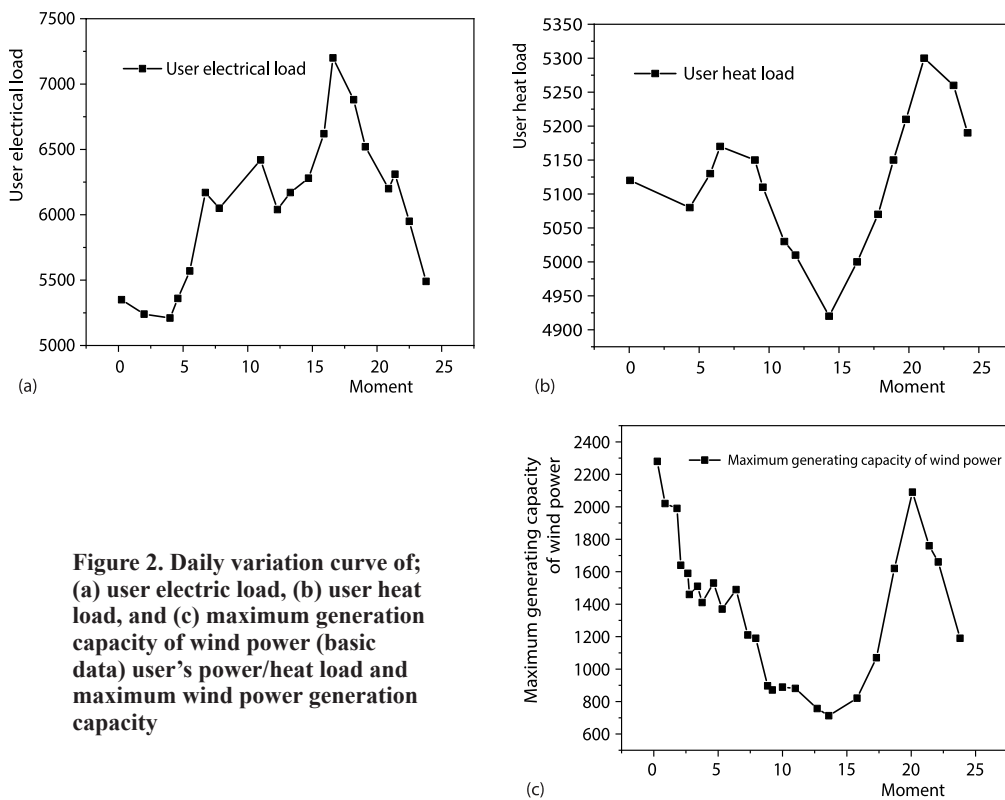 7500
7000
6500
6000
5500
5000
User electrical load
User electrical load
0 5 10 15 20 25
(a) Moment
5350
5300
5250
5200
5150
5100
5050
5000
4950
4900
User heat load
User heat load
0 5 10 15 20 25
(b) Moment
Figure 2. Daily variation curve of;
(a) user electric load, (b) user heat
load, and (c) maximum generation
capacity of wind power (basic
data) user's power/heat load and
maximum wind power generation
capacity
2400
2200
2000
1800
1600
1400
1200
1000
800
600
Maximum generating capacity
of wind power
Maximum generating capacity of wind power
0 5 10 15 20 25
(c) Moment